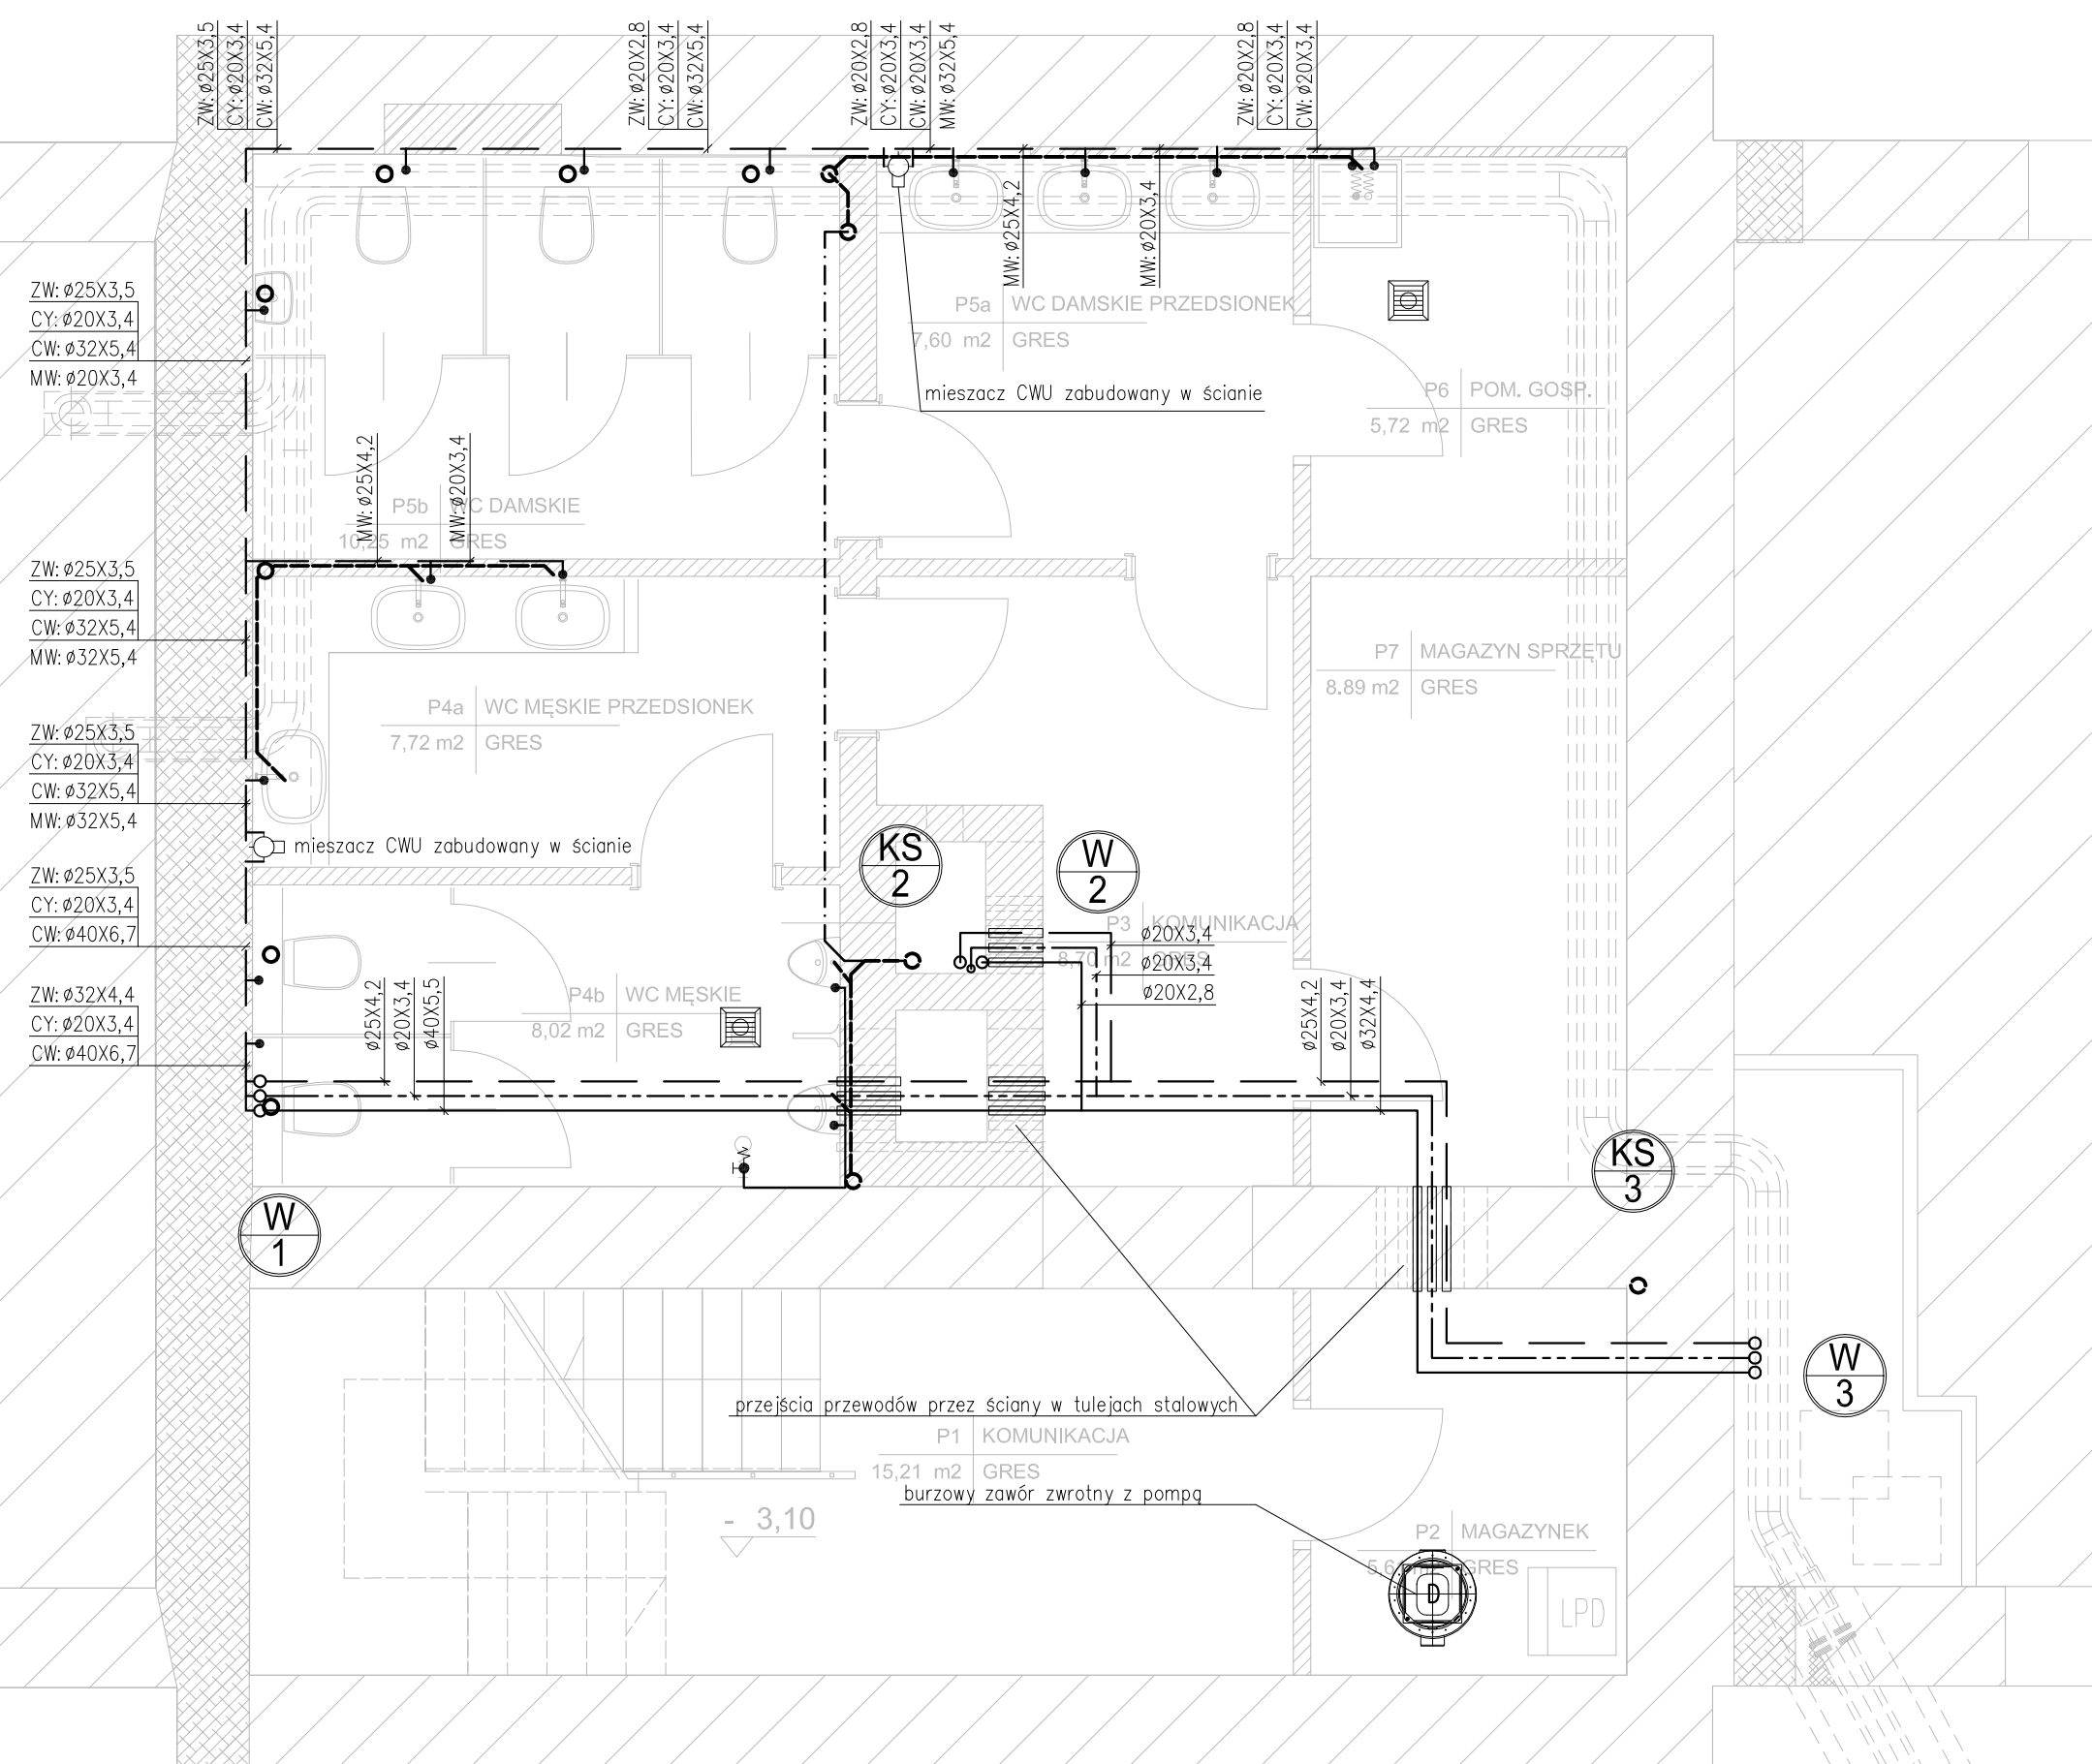 ZW: ø25X3,5
CY: ø20X3,4
CW: ø32X5,4
ZW: ø20X2,8
CY: ø20X3,4
CW: ø32X5,4
ZW: ø20X2,8
CY: ø20X3,4
CW: ø20X3,4
MW: ø32X5,4
ZW: ø20X2,8
CY: ø20X3,4
CW: ø20X3,4
MW: ø25X4,2
MW: ø20X3,4
ZW: ø25X3,5
CY: ø20X3,4
CW: ø32X5,4
MW: ø20X3,4
P5a WC DAMSKIE PRZEDSIONEK
7,60 m2 GRES
mieszacz CWU zabudowany w ścianie
P6 POM. GOSP.
5,72 m2 GRES
MW: ø25X4,2
MW: ø20X3,4
P5b WC DAMSKIE
10,25 m2 GRES
ZW: ø25X3,5
CY: ø20X3,4
CW: ø32X5,4
MW: ø32X5,4
P7 MAGAZYN SPRZĘTU
8.89 m2 GRES
P4a WC MĘSKIE PRZEDSIONEK
7,72 m2 GRES
ZW: ø25X3,5
CY: ø20X3,4
CW: ø32X5,4
MW: ø32X5,4
mieszacz CWU zabudowany w ścianie
KS
2
W
2
ZW: ø25X3,5
CY: ø20X3,4
CW: ø40X6,7
P3 KOMUNIKACJA
8,70 m2 GRES
ø20X3,4
ø20X3,4
ø20X2,8
ZW: ø32X4,4
CY: ø20X3,4
CW: ø40X6,7
ø25X4,2
ø20X3,4
ø40X5,5
P4b WC MĘSKIE
8,02 m2 GRES
ø25X4,2
ø20X3,4
ø32X4,4
KS
3
W
1
W
3
przejścia przewodów przez ściany w tulejach stalowych
P1 KOMUNIKACJA
15,21 m2 GRES
burzowy zawór zwrotny z pompą
- 3,10
P2 MAGAZYNEK
GRES
D
LPD